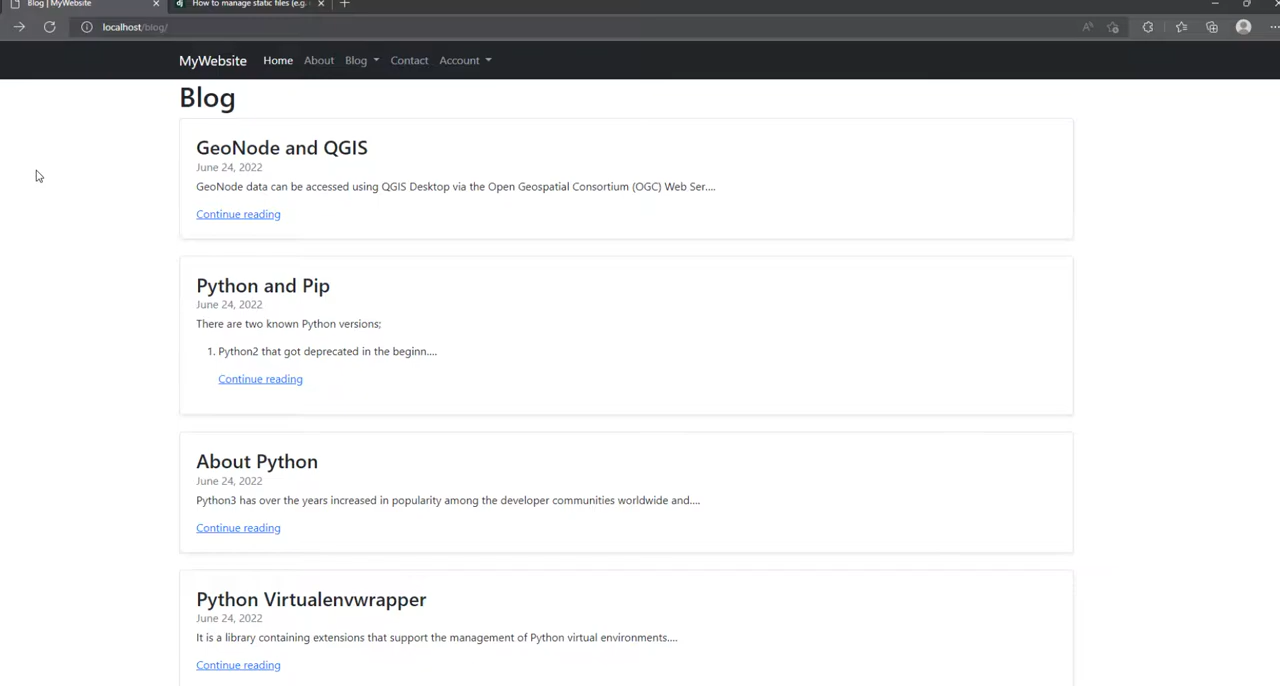 Blog | MyWebsite
How to manage static files (e.g.
localhost/blog/
MyWebsite Home About Blog Contact Account
Blog
GeoNode and QGIS
June 24, 2022
GeoNode data can be accessed using QGIS Desktop via the Open Geospatial Consortium (OGC) Web Ser....
Continue reading
Python and Pip
June 24, 2022
There are two known Python versions;
1. Python2 that got deprecated in the beginn....
Continue reading
About Python
June 24, 2022
Python3 has over the years increased in popularity among the developer communities worldwide and....
Continue reading
Python Virtualenvwrapper
June 24, 2022
It is a library containing extensions that support the management of Python virtual environments....
Continue reading